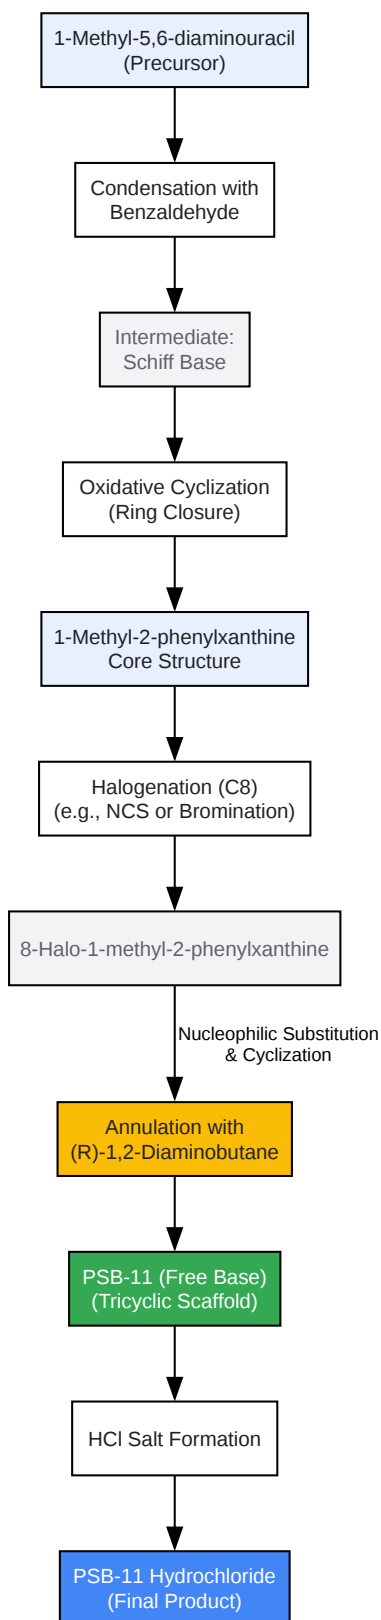 1-Methyl-5,6-diaminouracil
(Precursor)
Condensation with
Benzaldehyde
Intermediate:
Schiff Base
Oxidative Cyclization
(Ring Closure)
1-Methyl-2-phenylxanthine
Core Structure
Halogenation (C8)
(e.g., NCS or Bromination)
8-Halo-1-methyl-2-phenylxanthine
Nucleophilic Substitution
& Cyclization
Annulation with
(R)-1,2-Diaminobutane
PSB-11 (Free Base)
(Tricyclic Scaffold)
HCl Salt Formation
PSB-11 Hydrochloride
(Final Product)